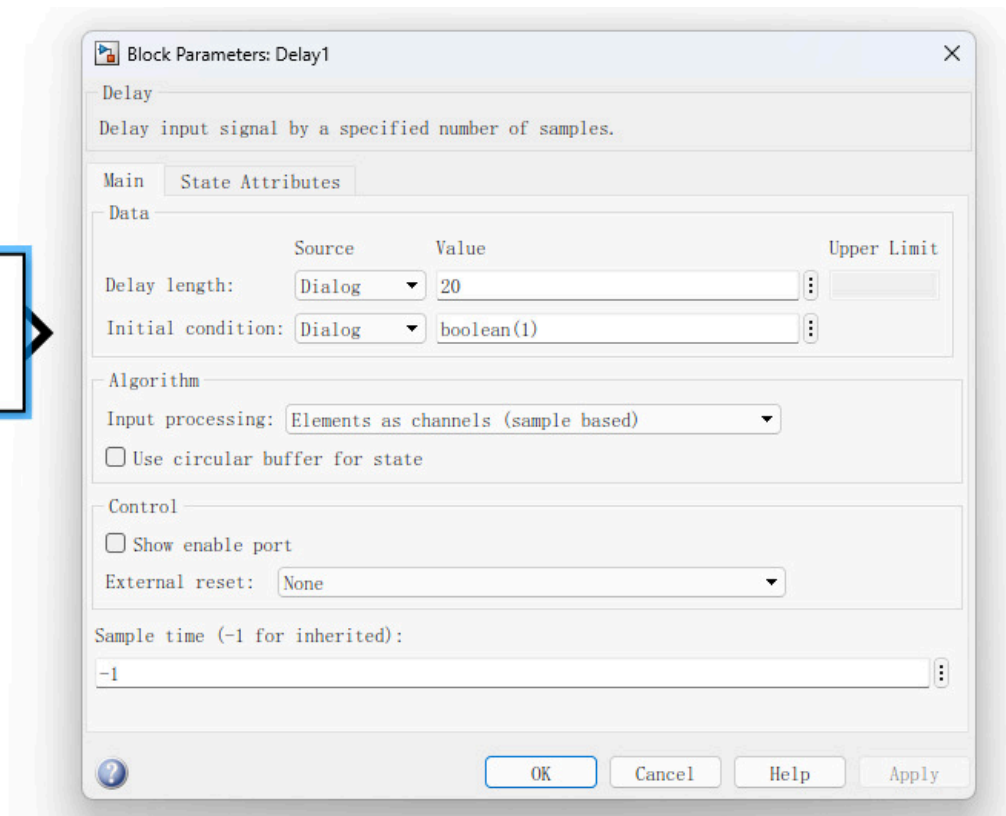 Block Parameters: Delay1
Delay
Delay input signal by a specified number of samples.
Main State Attributes
Data
Source Value Upper Limit
Delay length: Dialog 20
Initial condition: Dialog boolean(1)
Algorithm
Input processing: Elements as channels (sample based)
Use circular buffer for state
Control
Show enable port
External reset: None
Sample time (-1 for inherited):
-1
OK Cancel Help Apply